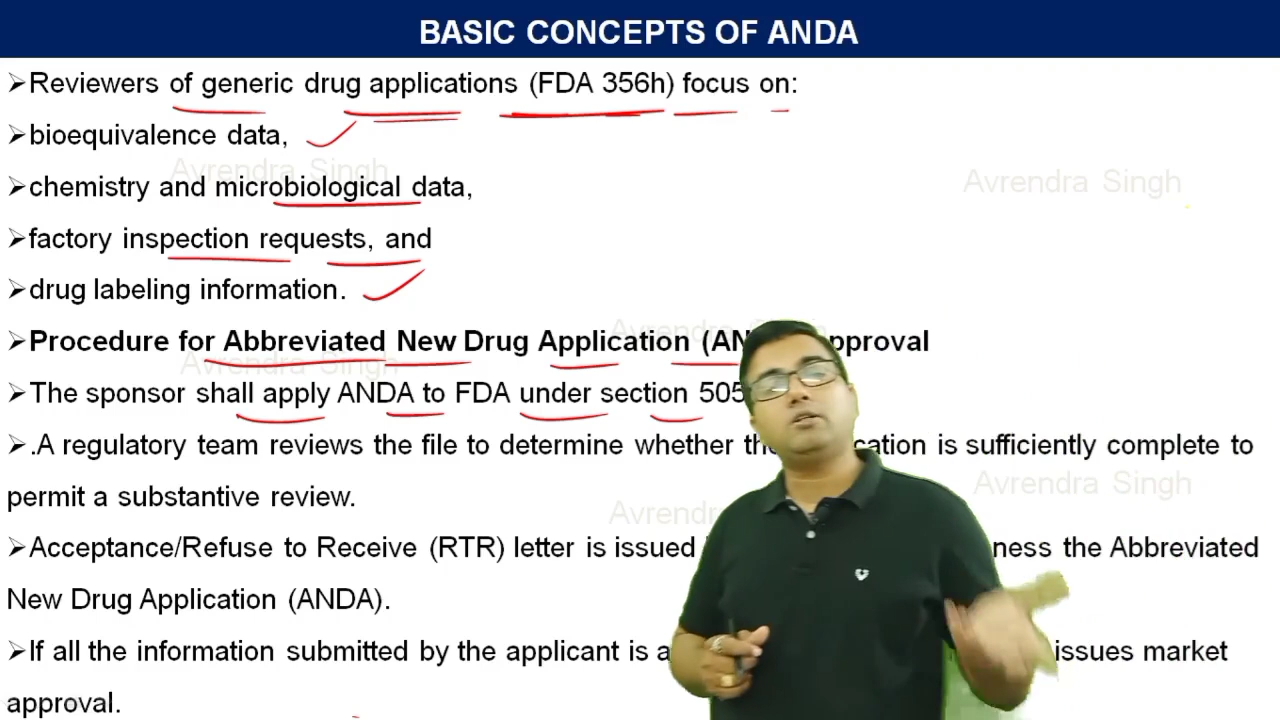 BASIC CONCEPTS OF ANDA
➢Reviewers of generic drug applications (FDA 356h) focus on:
➢bioequivalence data,
Avrendra Singh
➢chemistry and microbiological data,
Avrendra Singh
➢factory inspection requests, and
➢drug labeling information.
Avrendra
➢Procedure for Abbreviated New Drug Application (AN pproval
Avrendra Singh
➢The sponsor shall apply ANDA to FDA under section 505
➢.A regulatory team reviews the file to determine whether is sufficiently complete to
Avrendra Singh
permit a substantive review.
➢Acceptance/Refuse to Receive (RTR) letter is issued the Abbreviated
New Drug Application (ANDA).
➢If all the information submitted by the applicant is issues market
approval.